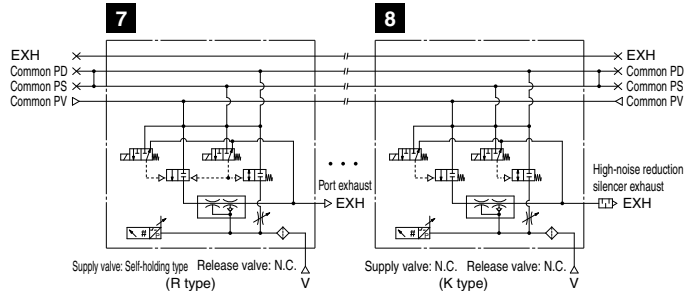 7 8
EXH EXH
Common PD Common PD
Common PS Common PS
Common PV Common PV
Port exhaust
EXH
High-noise reduction
silencer exhaust
EXH
# #
Supply valve: Self-holding type Release valve: N.C. V
(R type)
Supply valve: N.C. Release valve: N.C. V
(K type)